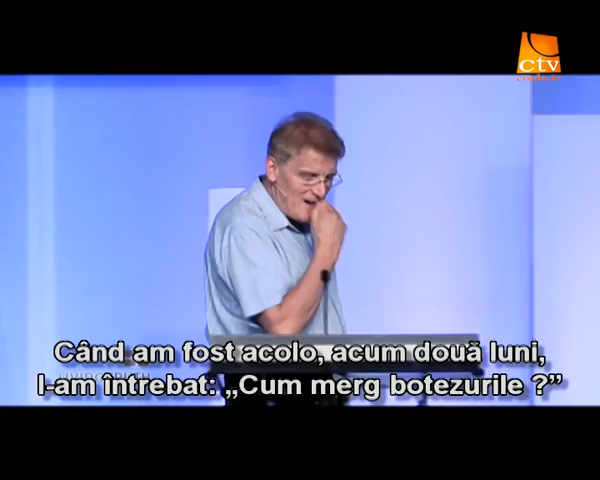 ctv
Când am fost acolo, acum două luni,
l-am întrebat: „Cum merg botezurile ?”